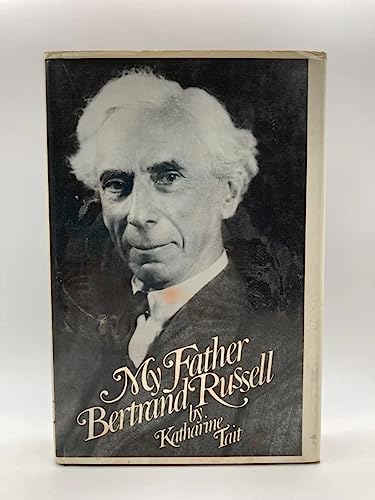 My Father
Bertrand Russell
by
Katharine
Tait